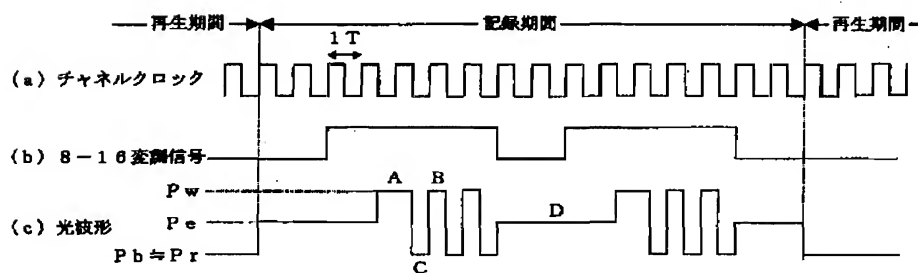 再生期間 記録期間 再生期間
1T
(a) チャネルクロック
(b) 8-16変調信号
A B
Pw
D
(c) 光波形 Pe
Pb≒Pr
C